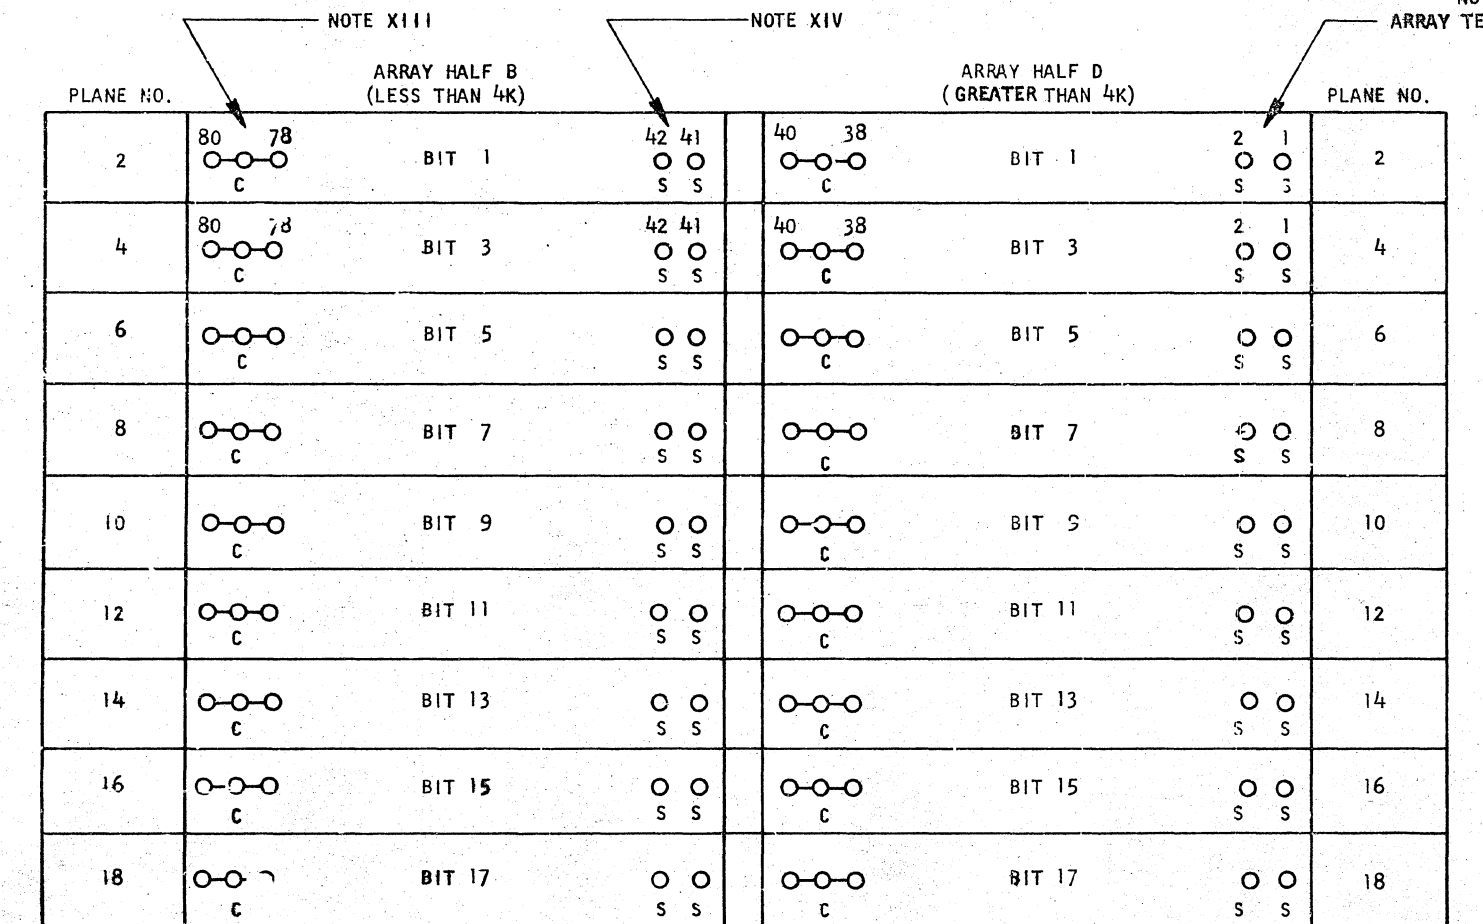 NOTE XIII NOTE XIV ARRAY TE
ARRAY HALF B ARRAY HALF D
PLANE NO. (LESS THAN 4K) (GREATER THAN 4K) PLANE NO.
80 78 42 41 40 38 2 1
2 BIT 1 BIT 1 2
C S S C S S
80 78 42 41 40 38 2 1
4 BIT 3 BIT 3 4
C S S C S S
6 BIT 5 BIT 5 6
C S S C S S
8 BIT 7 BIT 7 8
C S S C S S
10 BIT 9 BIT 9 10
C S S C S S
12 BIT 11 BIT 11 12
C S S C S S
14 BIT 13 BIT 13 14
C S S C S S
16 BIT 15 BIT 15 16
C S S C S S
18 BIT 17 BIT 17 18
C S S C S S